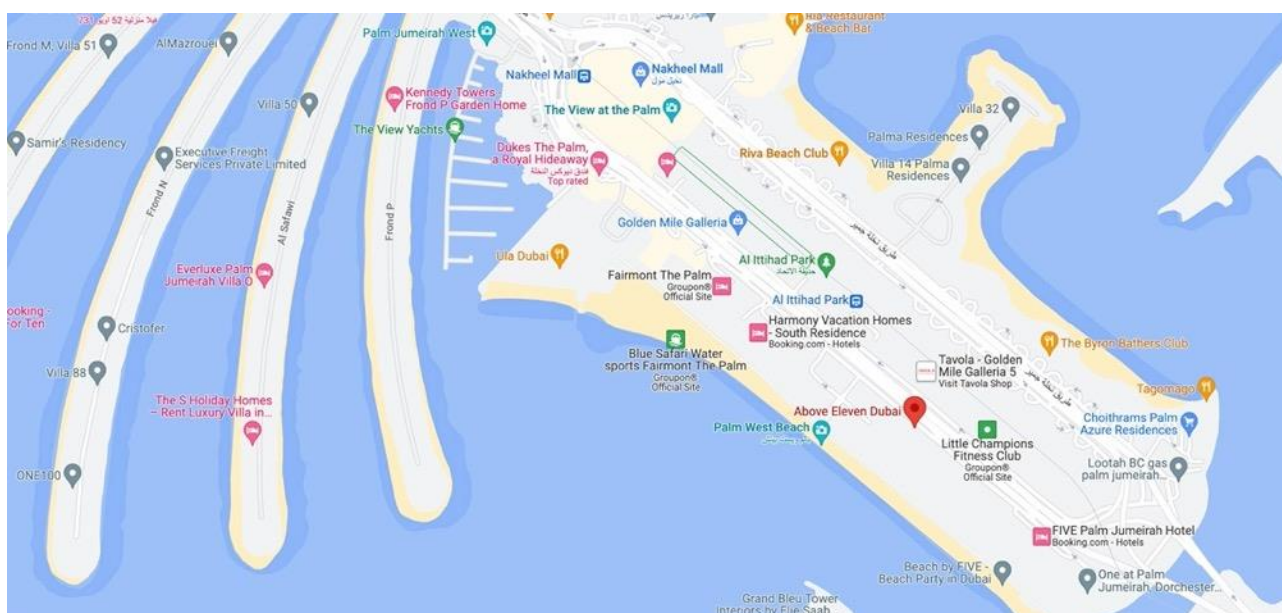 Frond M, Villa 51
AlMazrouei
Palm Jumeirah West
Ria Restaurant
& Beach Bar
Nakheel Mall
Nakheel Mall
نخيل مول
Villa 50
Kennedy Towers -
Frond P Garden Home
The View at the Palm
Villa 32
The View Yachts
Samir's Residency
Executive Freight
Services Private Limited
Dukes The Palm,
a Royal Hideaway
فندق ديوكس النخلة
Top rated
Riva Beach Club
Palma Residences
Villa 14 Palma
Residences
Frond N
Al Safawi
Frond P
Golden Mile Galleria
Ula Dubai
Al Ittihad Park
حديقة الاتحاد
Everluxe Palm
Jumeirah Villa O
Fairmont The Palm
Groupon®
Official Site
Al Ittihad Park
ooking -
For Ten
Cristofer
Harmony Vacation Homes
- South Residence
Booking.com - Hotels
The Byron Bathers Club
Blue Safari Water
sports Fairmont The Palm
Groupon®
Official Site
Villa 88
Tavola - Golden
Mile Galleria 5
Visit Tavola Shop
Tagomago
The S Holiday Homes
– Rent Luxury Villa in...
Above Eleven Dubai
Palm West Beach
Choithrams Palm
Azure Residences
Little Champions
Fitness Club
Groupon®
Official Site
ONE100
Lootah BC gas
palm jumeirah...
FIVE Palm Jumeirah Hotel
Booking.com - Hotels
Beach by FIVE -
Beach Party in Dubai
One at Palm
Jumeirah, Dorchester...
Grand Bleu Tower
Interiors by Elie Saab